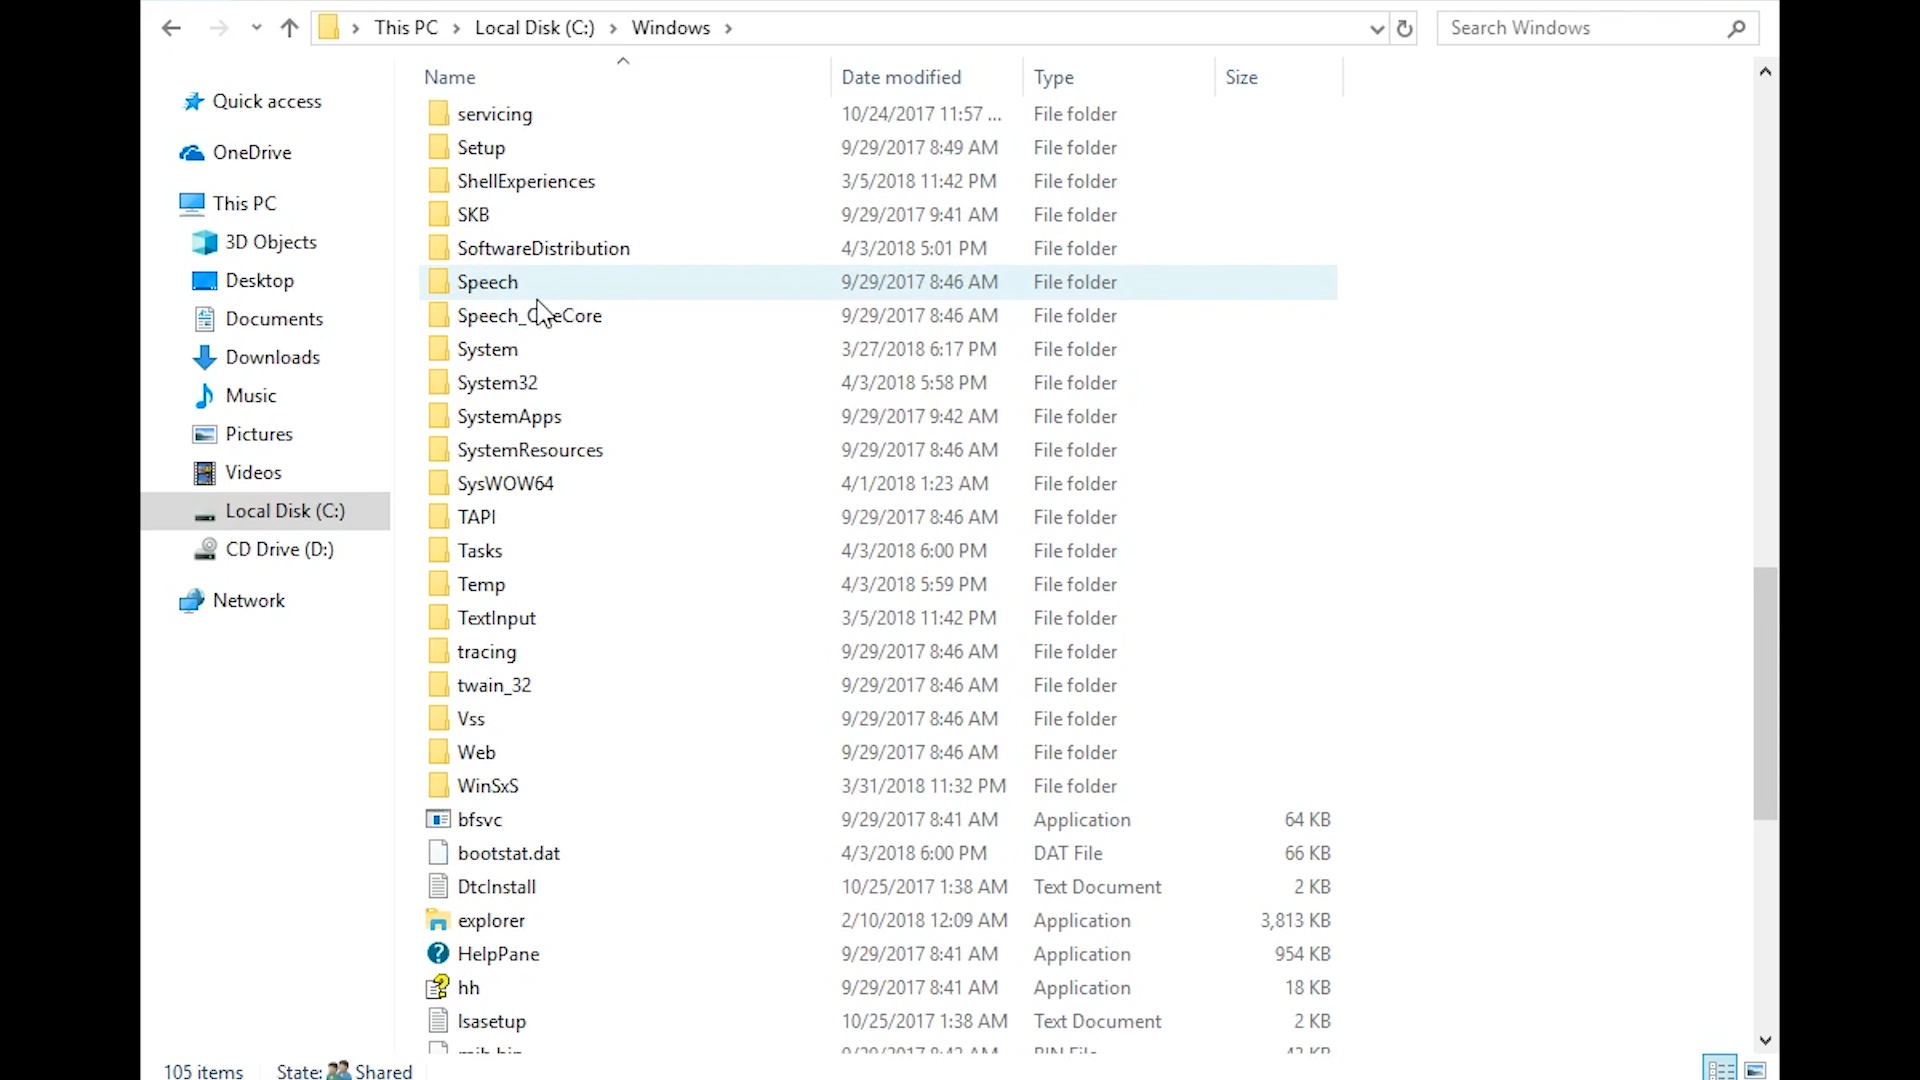 This PC > Local Disk (C:) > Windows >
Search Windows
Name Date modified Type Size
Quick access
OneDrive
This PC
3D Objects
Desktop
Documents
Downloads
Music
Pictures
Videos
Local Disk (C:)
CD Drive (D:)
Network
servicing 10/24/2017 11:57 ... File folder
Setup 9/29/2017 8:49 AM File folder
ShellExperiences 3/5/2018 11:42 PM File folder
SKB 9/29/2017 9:41 AM File folder
SoftwareDistribution 4/3/2018 5:01 PM File folder
Speech 9/29/2017 8:46 AM File folder
Speech_OneCore 9/29/2017 8:46 AM File folder
System 3/27/2018 6:17 PM File folder
System32 4/3/2018 5:58 PM File folder
SystemApps 9/29/2017 9:42 AM File folder
SystemResources 9/29/2017 8:46 AM File folder
SysWOW64 4/1/2018 1:23 AM File folder
TAPI 9/29/2017 8:46 AM File folder
Tasks 4/3/2018 6:00 PM File folder
Temp 4/3/2018 5:59 PM File folder
TextInput 3/5/2018 11:42 PM File folder
tracing 9/29/2017 8:46 AM File folder
twain_32 9/29/2017 8:46 AM File folder
Vss 9/29/2017 8:46 AM File folder
Web 9/29/2017 8:46 AM File folder
WinSxS 3/31/2018 11:32 PM File folder
bfsvc 9/29/2017 8:41 AM Application 64 KB
bootstat.dat 4/3/2018 6:00 PM DAT File 66 KB
DtcInstall 10/25/2017 1:38 AM Text Document 2 KB
explorer 2/10/2018 12:09 AM Application 3,813 KB
HelpPane 9/29/2017 8:41 AM Application 954 KB
hh 9/29/2017 8:41 AM Application 18 KB
lsasetup 10/25/2017 1:38 AM Text Document 2 KB
105 items State: Shared